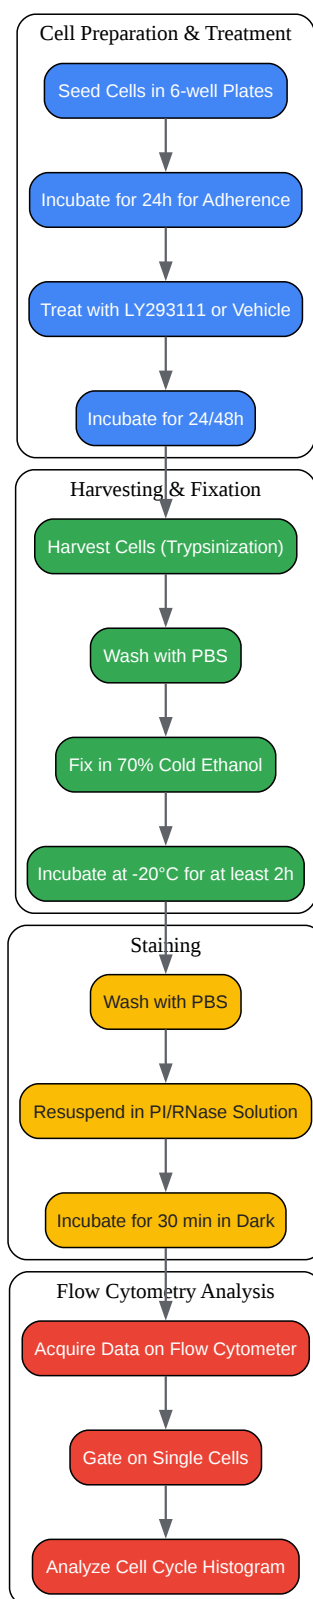 Cell Preparation & Treatment
Seed Cells in 6-well Plates
Incubate for 24h for Adherence
Treat with LY293111 or Vehicle
Incubate for 24/48h
Harvesting & Fixation
Harvest Cells (Trypsinization)
Wash with PBS
Fix in 70% Cold Ethanol
Incubate at -20°C for at least 2h
Staining
Wash with PBS
Resuspend in PI/RNase Solution
Incubate for 30 min in Dark
Flow Cytometry Analysis
Acquire Data on Flow Cytometer
Gate on Single Cells
Analyze Cell Cycle Histogram